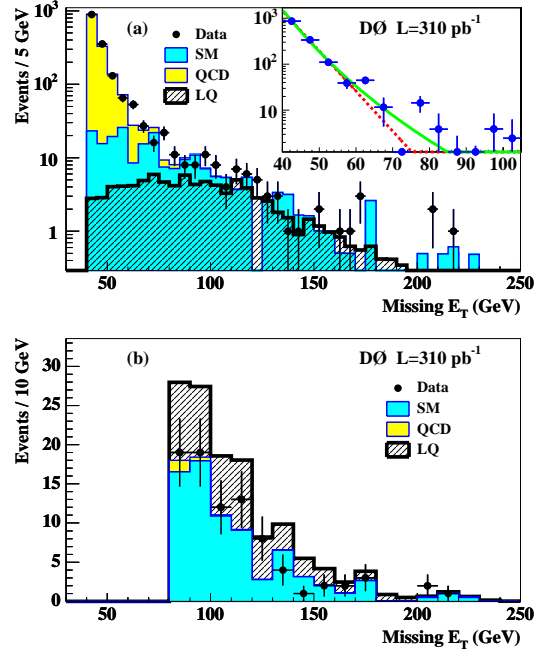 Events / 5 GeV
10³
10²
10
1
(a)
Data
SM
QCD
LQ
DØ L=310 pb⁻¹
10³
10²
10
40 50 60 70 80 90 100
50 100 150 200 250
Missing E_T (GeV)
Events / 10 GeV
30
25
20
15
10
5
0
(b)
DØ L=310 pb⁻¹
Data
SM
QCD
LQ
50 100 150 200 250
Missing E_T (GeV)